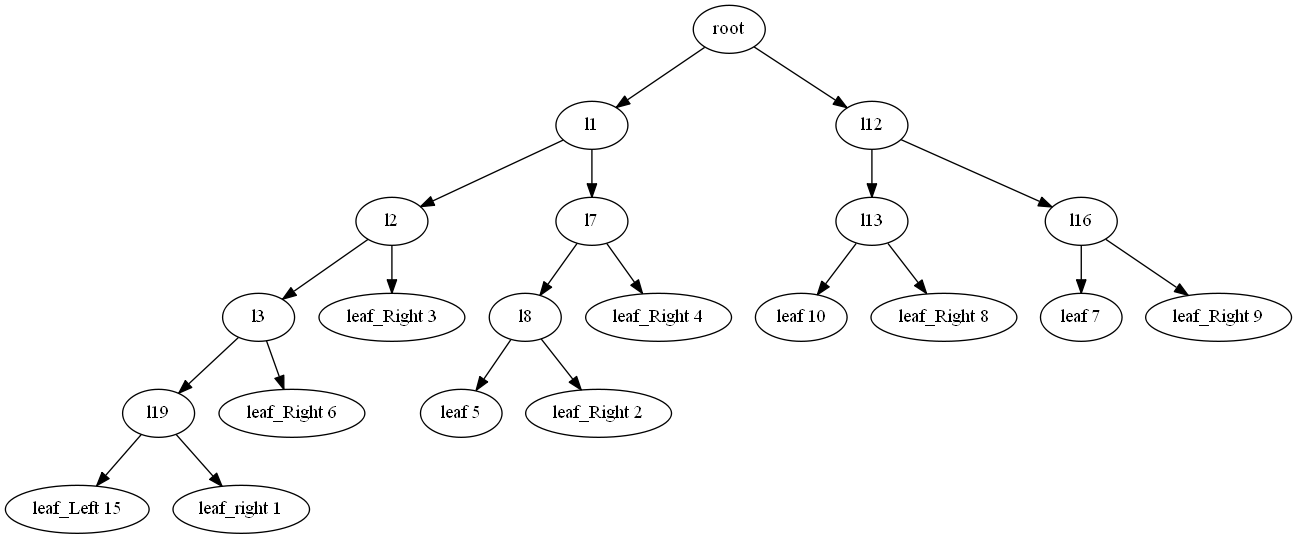 root
l1
l12
l2
l7
l13
l16
l3
leaf_Right 3
l8
leaf_Right 4
leaf 10
leaf_Right 8
leaf 7
leaf_Right 9
l19
leaf_Right 6
leaf 5
leaf_Right 2
leaf_Left 15
leaf_right 1